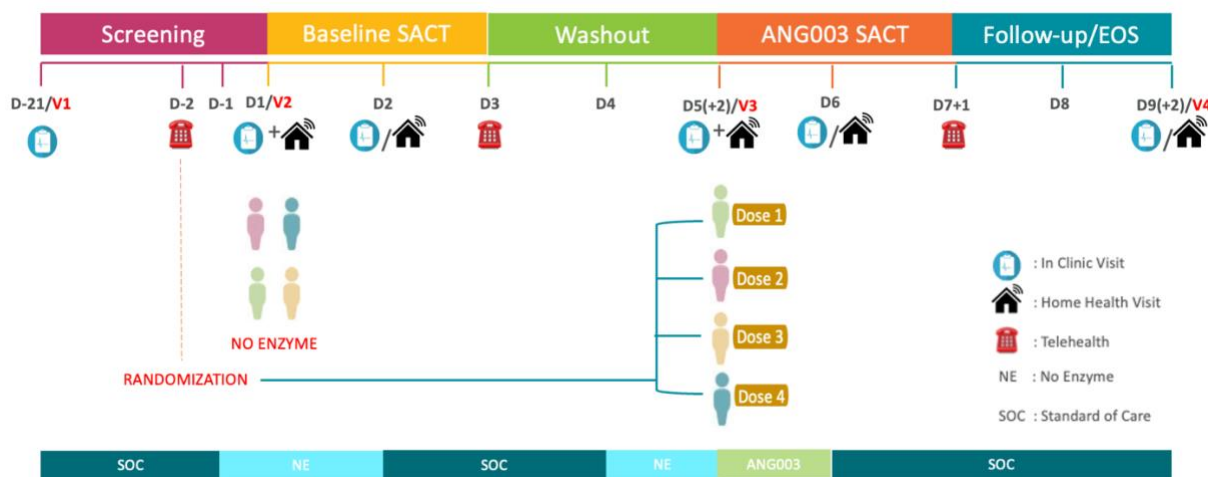 Screening Baseline SACT Washout ANG003 SACT Follow-up/EOS
D-21/V1 D-2 D-1 D1/V2 D2 D3 D4 D5(+2)/V3 D6 D7+1 D8 D9(+2)/V4
+ / + / /
Dose 1
Dose 2
Dose 3
Dose 4
NO ENZYME
RANDOMIZATION
: In Clinic Visit
: Home Health Visit
: Telehealth
NE : No Enzyme
SOC : Standard of Care
SOC NE SOC NE ANG003 SOC